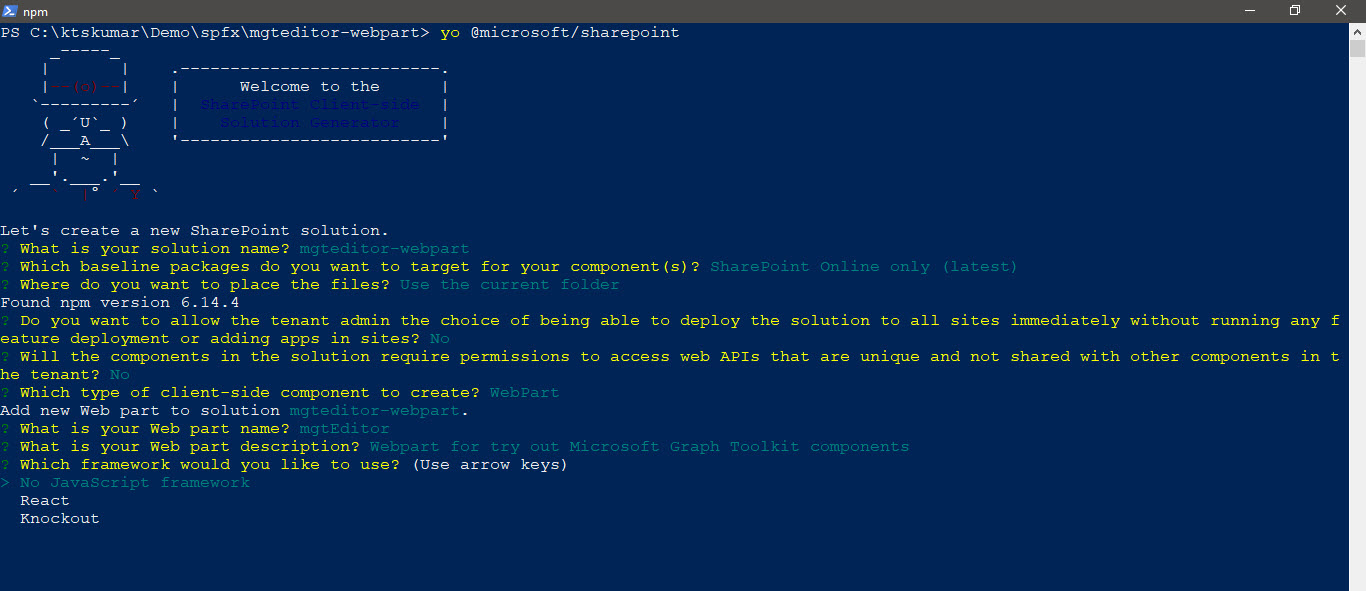 npm
PS C:\ktskumar\Demo\spfx\mgteditor-webpart> yo @microsoft/sharepoint
     _-----_
    |       |    .--------------------------.
    |--(o)--|    |      Welcome to the      |
   `---------´   |  SharePoint Client-side  |
    ( _´U`_ )    |    Solution Generator    |
    /___A___\    '--------------------------'
     |  ~  |
   __'.___.'__
 ´   `  |° ´ Y `
Let's create a new SharePoint solution.
? What is your solution name? mgteditor-webpart
? Which baseline packages do you want to target for your component(s)? SharePoint Online only (latest)
? Where do you want to place the files? Use the current folder
Found npm version 6.14.4
? Do you want to allow the tenant admin the choice of being able to deploy the solution to all sites immediately without running any f
eature deployment or adding apps in sites? No
? Will the components in the solution require permissions to access web APIs that are unique and not shared with other components in t
he tenant? No
? Which type of client-side component to create? WebPart
Add new Web part to solution mgteditor-webpart.
? What is your Web part name? mgtEditor
? What is your Web part description? Webpart for try out Microsoft Graph Toolkit components
? Which framework would you like to use? (Use arrow keys)
> No JavaScript framework
  React
  Knockout